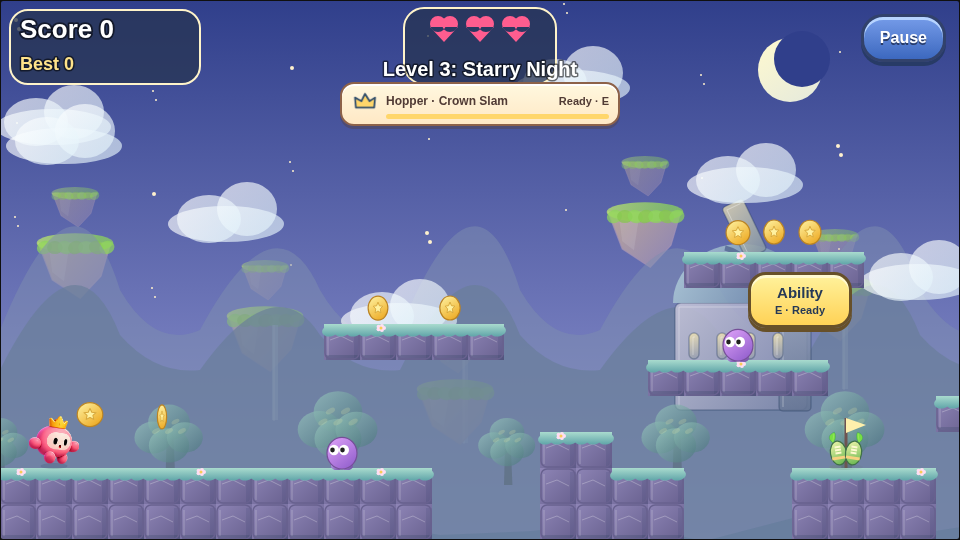 Score 0
Best 0
Level 3: Starry Night
Hopper · Crown Slam
Ready · E
Pause
Ability
E · Ready